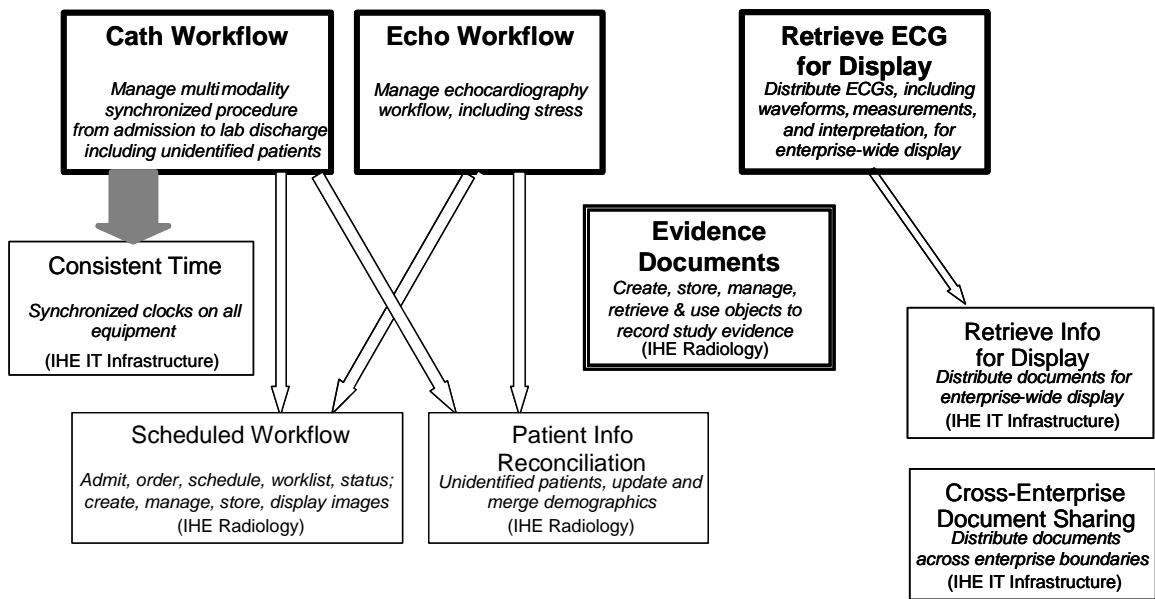 Cath Workflow
Manage multi modality
synchronized procedure
from admission to lab discharge
including unidentified patients
Echo Workflow
Manage echocardiography
workflow, including stress
Retrieve ECG
for Display
Distribute ECGs, including
waveforms, measurements,
and interpretation, for
enterprise-wide display
Evidence
Documents
Create, store, manage,
retrieve & use objects to
record study evidence
(IHE Radiology)
Consistent Time
Synchronized clocks on all
equipment
(IHE IT Infrastructure)
Retrieve Info
for Display
Distribute documents for
enterprise-wide display
(IHE IT Infrastructure)
Scheduled Workflow
Admit, order, schedule, worklist, status;
create, manage, store, display images
(IHE Radiology)
Patient Info
Reconciliation
Unidentified patients, update and
merge demographics
(IHE Radiology)
Cross-Enterprise
Document Sharing
Distribute documents
across enterprise boundaries
(IHE IT Infrastructure)